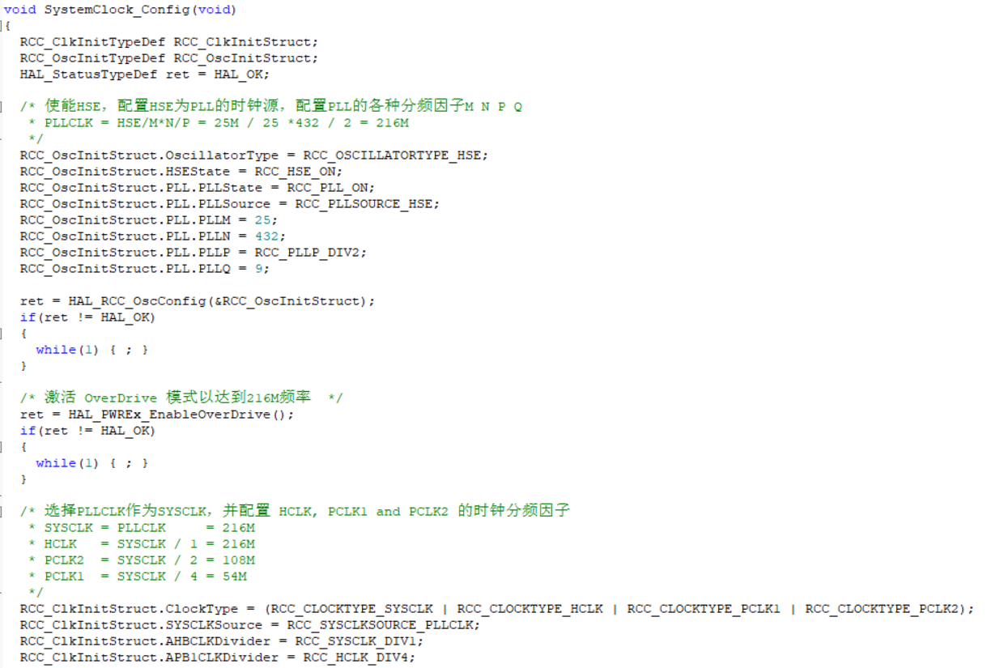 void SystemClock_Config(void)
{
  RCC_ClkInitTypeDef RCC_ClkInitStruct;
  RCC_OscInitTypeDef RCC_OscInitStruct;
  HAL_StatusTypeDef ret = HAL_OK;

  /* 使能HSE，配置HSE为PLL的时钟源，配置PLL的各种分频因子M N P Q
   * PLLCLK = HSE/M*N/P = 25M / 25 *432 / 2 = 216M
   */
  RCC_OscInitStruct.OscillatorType = RCC_OSCILLATORTYPE_HSE;
  RCC_OscInitStruct.HSEState = RCC_HSE_ON;
  RCC_OscInitStruct.PLL.PLLState = RCC_PLL_ON;
  RCC_OscInitStruct.PLL.PLLSource = RCC_PLLSOURCE_HSE;
  RCC_OscInitStruct.PLL.PLLM = 25;
  RCC_OscInitStruct.PLL.PLLN = 432;
  RCC_OscInitStruct.PLL.PLLP = RCC_PLLP_DIV2;
  RCC_OscInitStruct.PLL.PLLQ = 9;

  ret = HAL_RCC_OscConfig(&RCC_OscInitStruct);
  if(ret != HAL_OK)
  {
    while(1) { ; }
  }

  /* 激活 OverDrive 模式以达到216M频率  */
  ret = HAL_PWREx_EnableOverDrive();
  if(ret != HAL_OK)
  {
    while(1) { ; }
  }

  /* 选择PLLCLK作为SYSCLK，并配置 HCLK, PCLK1 and PCLK2 的时钟分频因子
   * SYSCLK = PLLCLK     = 216M
   * HCLK   = SYSCLK / 1 = 216M
   * PCLK2  = SYSCLK / 2 = 108M
   * PCLK1  = SYSCLK / 4 = 54M
   */
  RCC_ClkInitStruct.ClockType = (RCC_CLOCKTYPE_SYSCLK | RCC_CLOCKTYPE_HCLK | RCC_CLOCKTYPE_PCLK1 | RCC_CLOCKTYPE_PCLK2);
  RCC_ClkInitStruct.SYSCLKSource = RCC_SYSCLKSOURCE_PLLCLK;
  RCC_ClkInitStruct.AHBCLKDivider = RCC_SYSCLK_DIV1;
  RCC_ClkInitStruct.APB1CLKDivider = RCC_HCLK_DIV4;